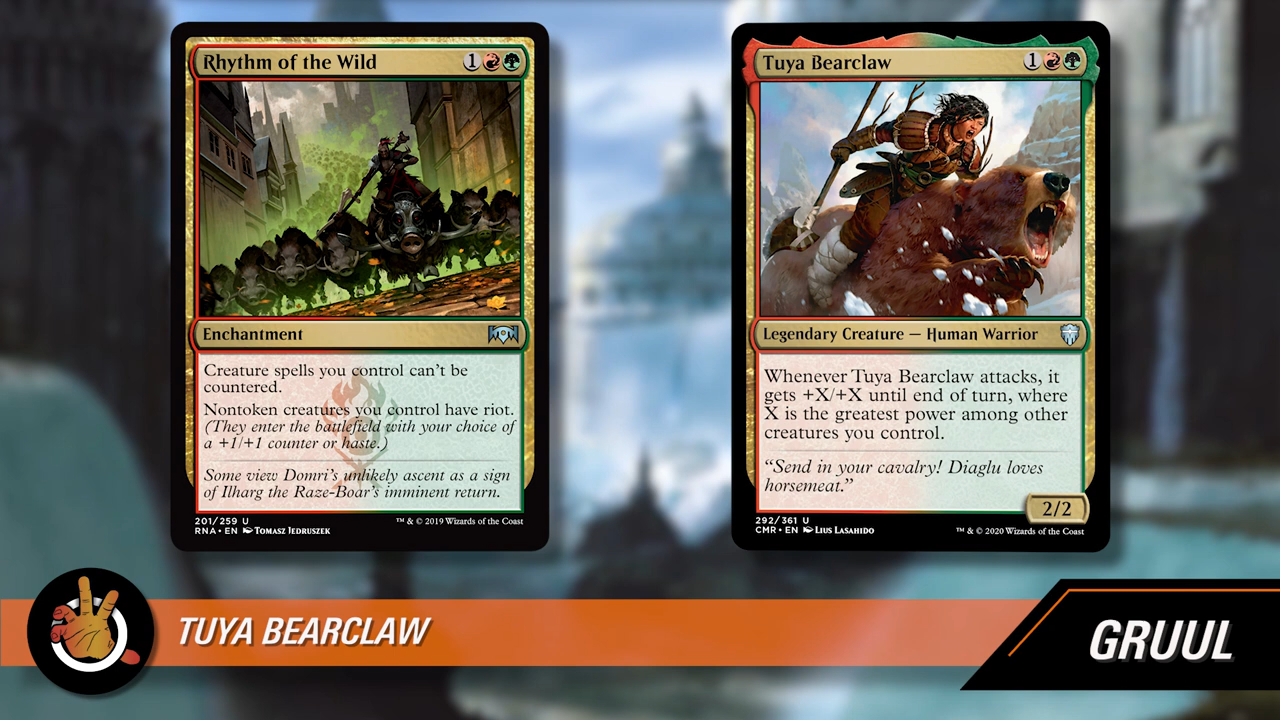 Rhythm of the Wild 1
Enchantment
Creature spells you control can't be
countered.
Nontoken creatures you control have riot.
(They enter the battlefield with your choice of
a +1/+1 counter or haste.)
Some view Domri's unlikely ascent as a sign
of Ilharg the Raze-Boar's imminent return.
201/259 U
RNA • EN Tomasz Jedruszek
™ & © 2019 Wizards of the Coast
Tuya Bearclaw 1
Legendary Creature — Human Warrior
Whenever Tuya Bearclaw attacks, it
gets +X/+X until end of turn, where
X is the greatest power among other
creatures you control.
"Send in your cavalry! Diaglu loves
horsemeat."
2/2
292/361 U
CMR • EN Lius Lasahido
™ & © 2020 Wizards of the Coast
TUYA BEARCLAW
GRUUL